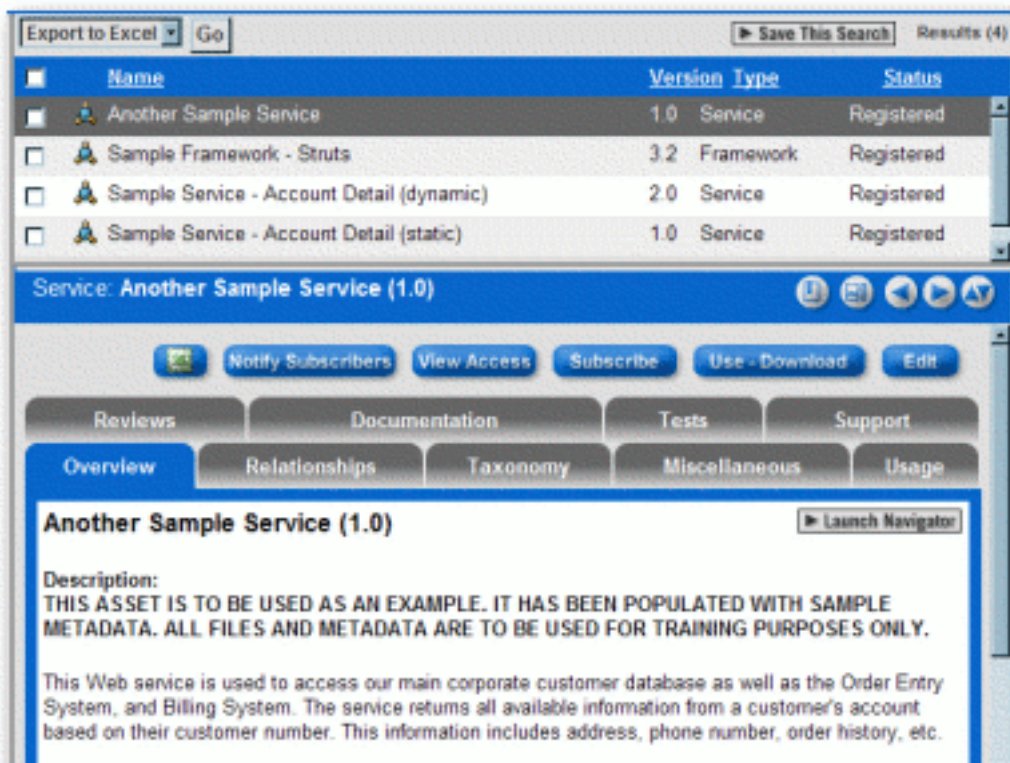 Export to Excel Go Save This Search Results (4)
Name Version Type Status
Another Sample Service 1.0 Service Registered
Sample Framework - Struts 3.2 Framework Registered
Sample Service - Account Detail (dynamic) 2.0 Service Registered
Sample Service - Account Detail (static) 1.0 Service Registered
Service: Another Sample Service (1.0)
Notify Subscribers View Access Subscribe Use - Download Edit
Reviews Documentation Tests Support
Overview Relationships Taxonomy Miscellaneous Usage
Another Sample Service (1.0) Launch Navigator
Description:
THIS ASSET IS TO BE USED AS AN EXAMPLE. IT HAS BEEN POPULATED WITH SAMPLE
METADATA. ALL FILES AND METADATA ARE TO BE USED FOR TRAINING PURPOSES ONLY.
This Web service is used to access our main corporate customer database as well as the Order Entry
System, and Billing System. The service returns all available information from a customer's account
based on their customer number. This information includes address, phone number, order history, etc.